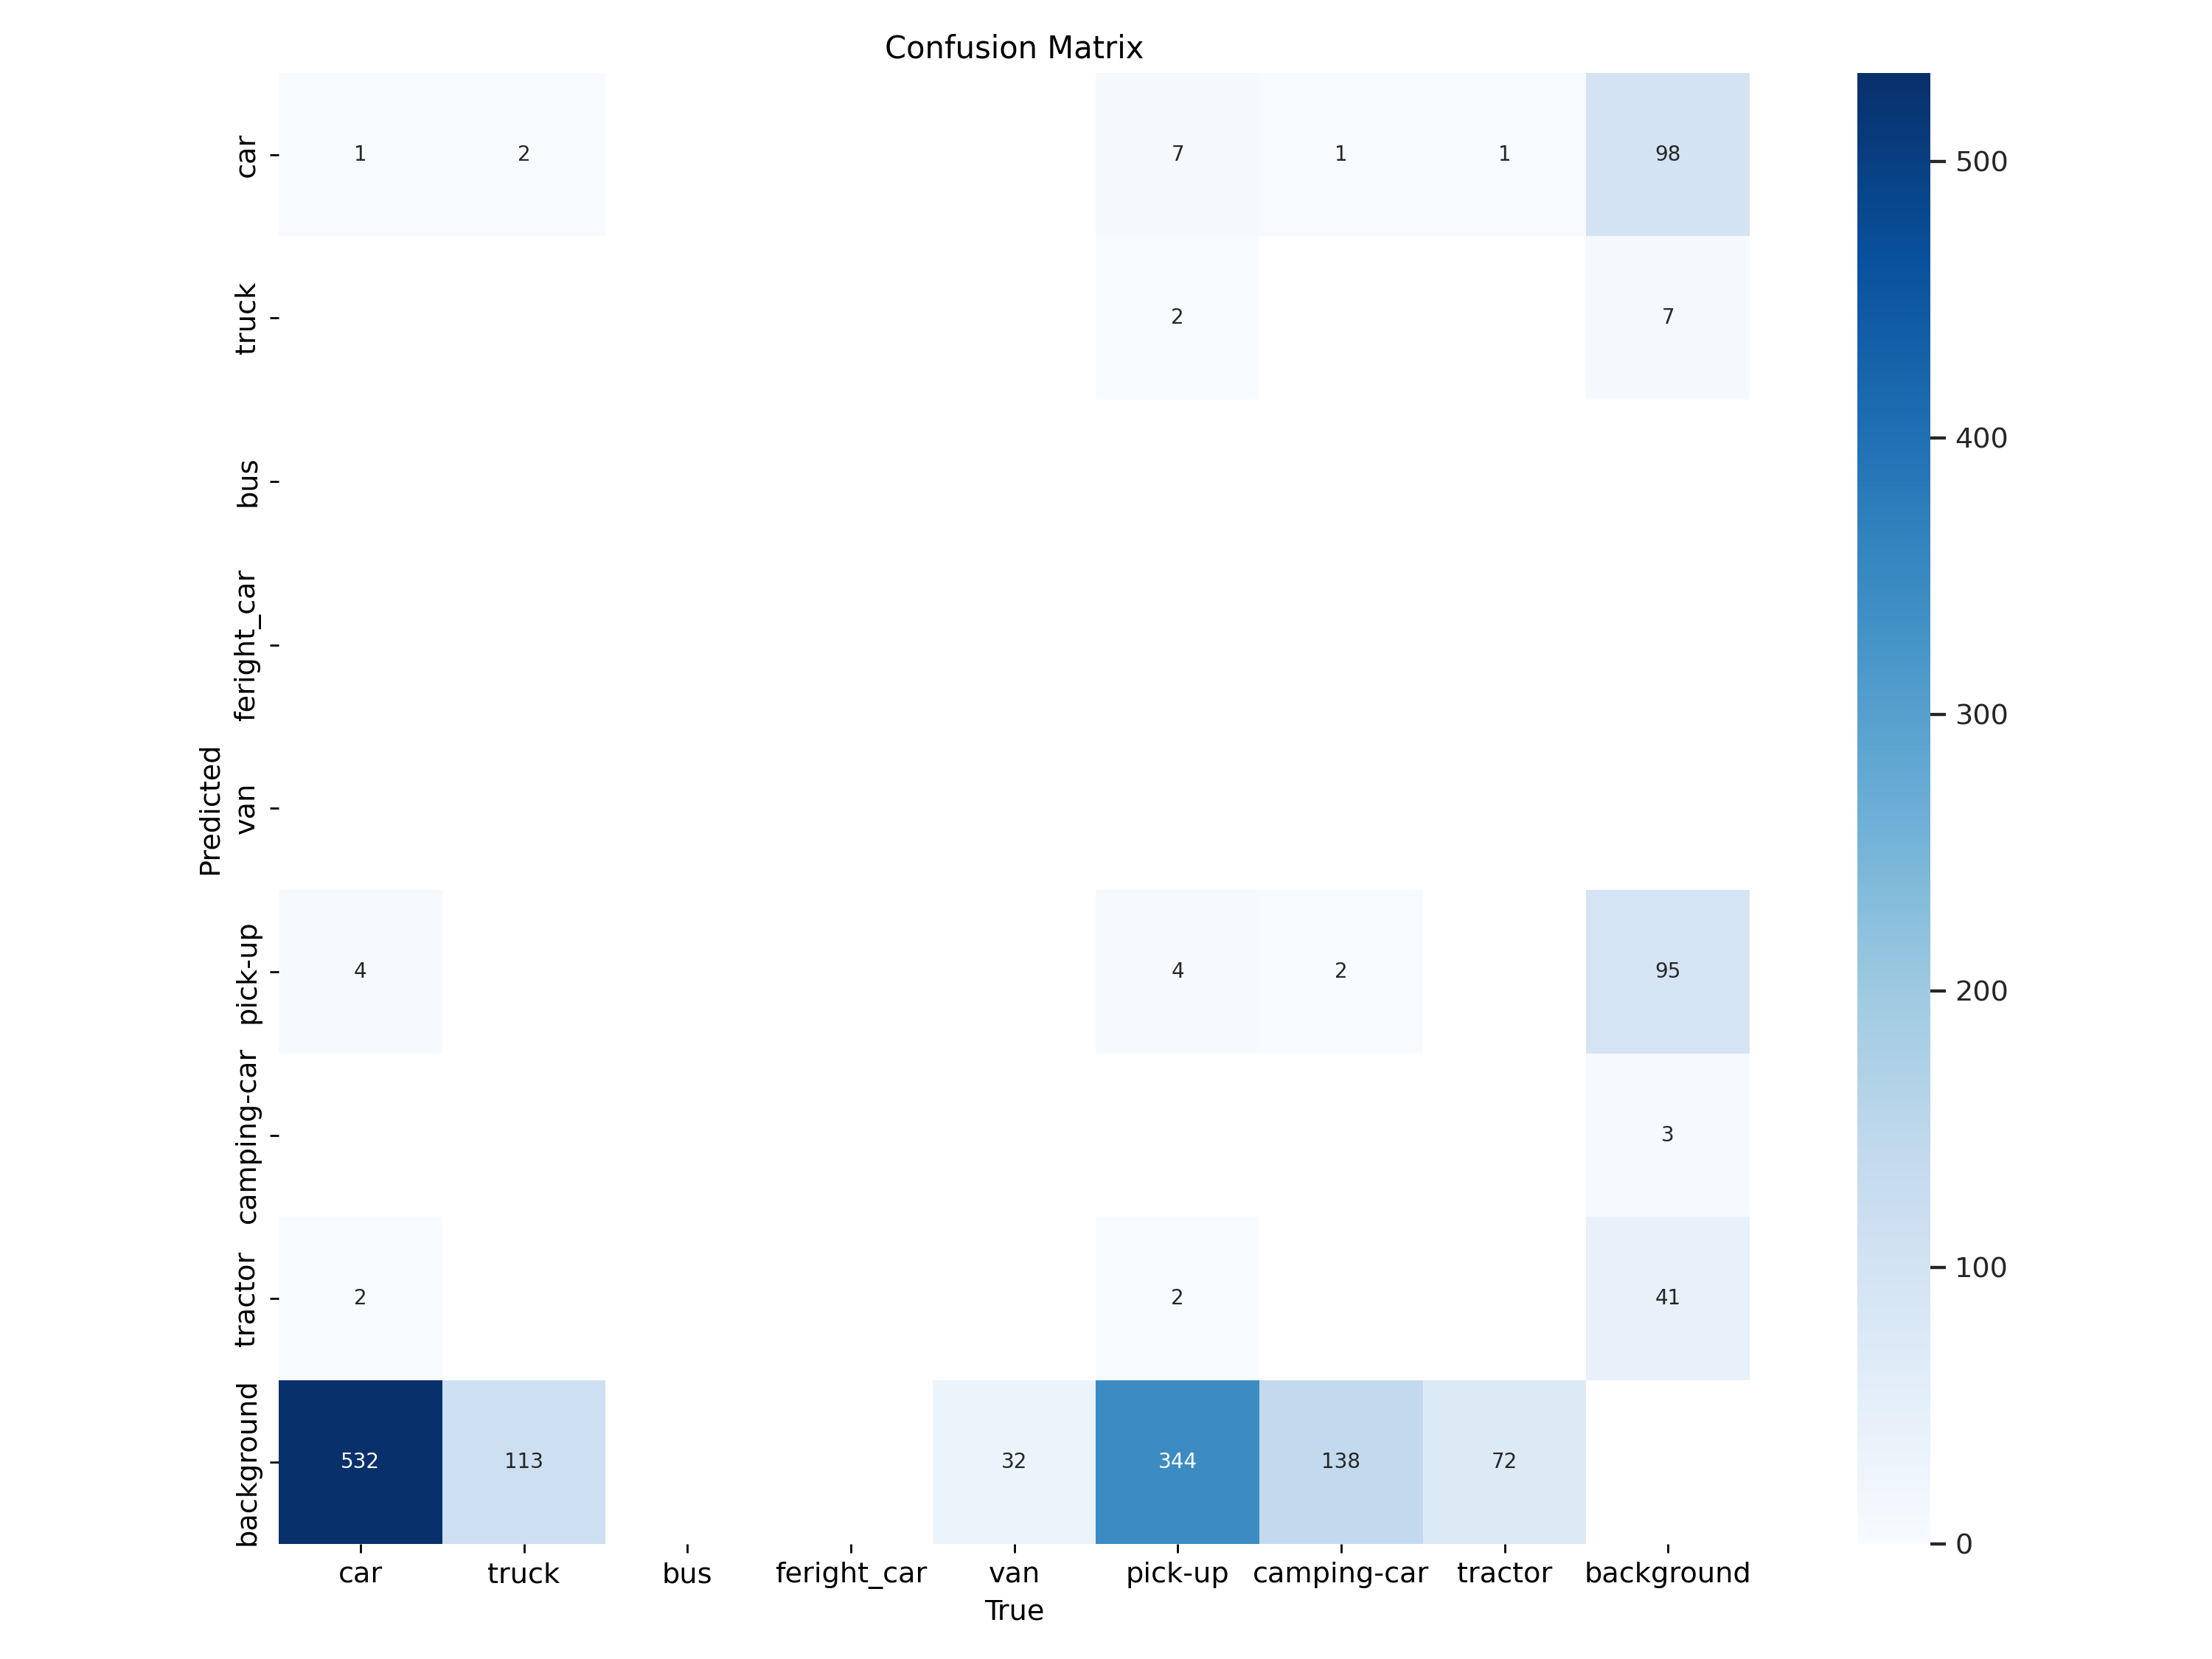 Confusion Matrix
Predicted
car 1 2 7 1 1 98
truck 2 7
bus
feright_car
van
pick-up 4 4 2 95
camping-car 3
tractor 2 2 41
background 532 113 32 344 138 72
car truck bus feright_car van pick-up camping-car tractor background
True
500
400
300
200
100
0